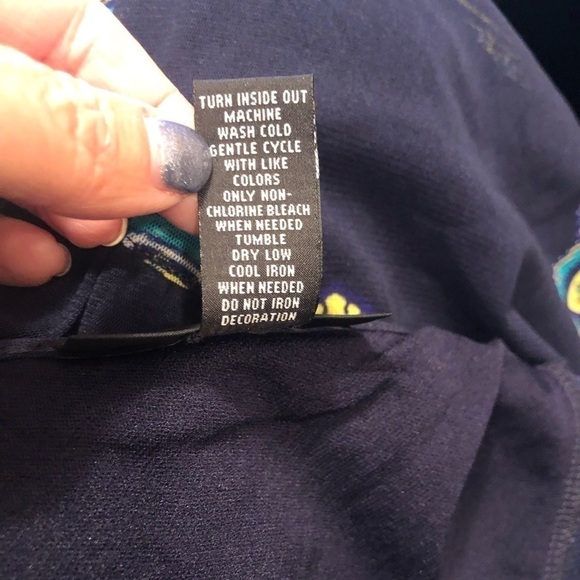 TURN INSIDE OUT
MACHINE
WASH COLD
GENTLE CYCLE
WITH LIKE
COLORS
ONLY NON-
CHLORINE BLEACH
WHEN NEEDED
TUMBLE
DRY LOW
COOL IRON
WHEN NEEDED
DO NOT IRON
DECORATION